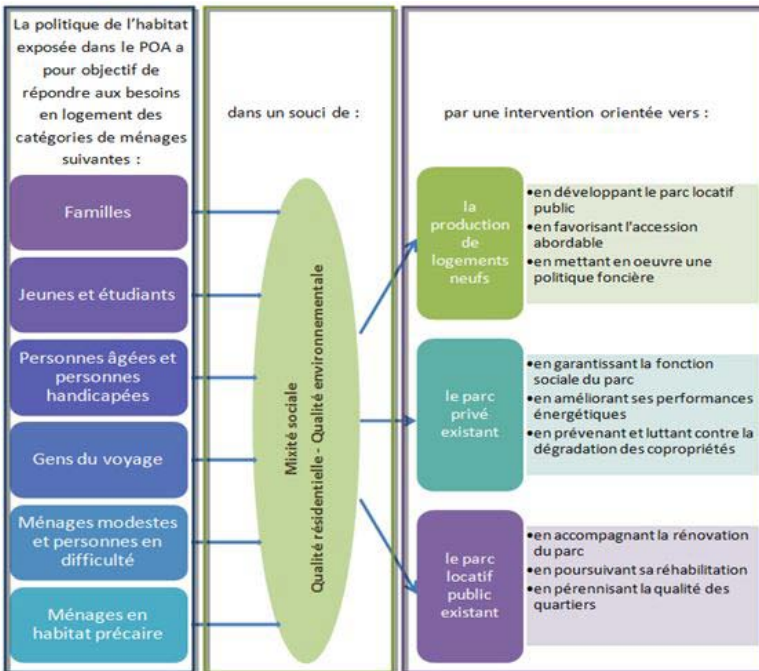 La politique de l'habitat
exposée dans le POA a
pour objectif de
répondre aux besoins
en logement des
catégories de ménages
suivantes :
Familles
Jeunes et étudiants
Personnes âgées et
personnes
handicapées
Gens du voyage
Ménages modestes
et personnes en
difficulté
Ménages en
habitat précaire
dans un souci de :
Mixité sociale
Qualité résidentielle - Qualité environnementale
par une intervention orientée vers :
la
production
de
logements
neufs
•en développant le parc locatif
public
•en favorisant l'accession
abordable
•en mettant en oeuvre une
politique foncière
le parc
privé
existant
•en garantissant la fonction
sociale du parc
•en améliorant ses performances
énergétiques
•en prévenant et luttant contre la
dégradation des copropriétés
le parc
locatif
public
existant
•en accompagnant la rénovation
du parc
•en poursuivant sa réhabilitation
•en pérennisant la qualité des
quartiers